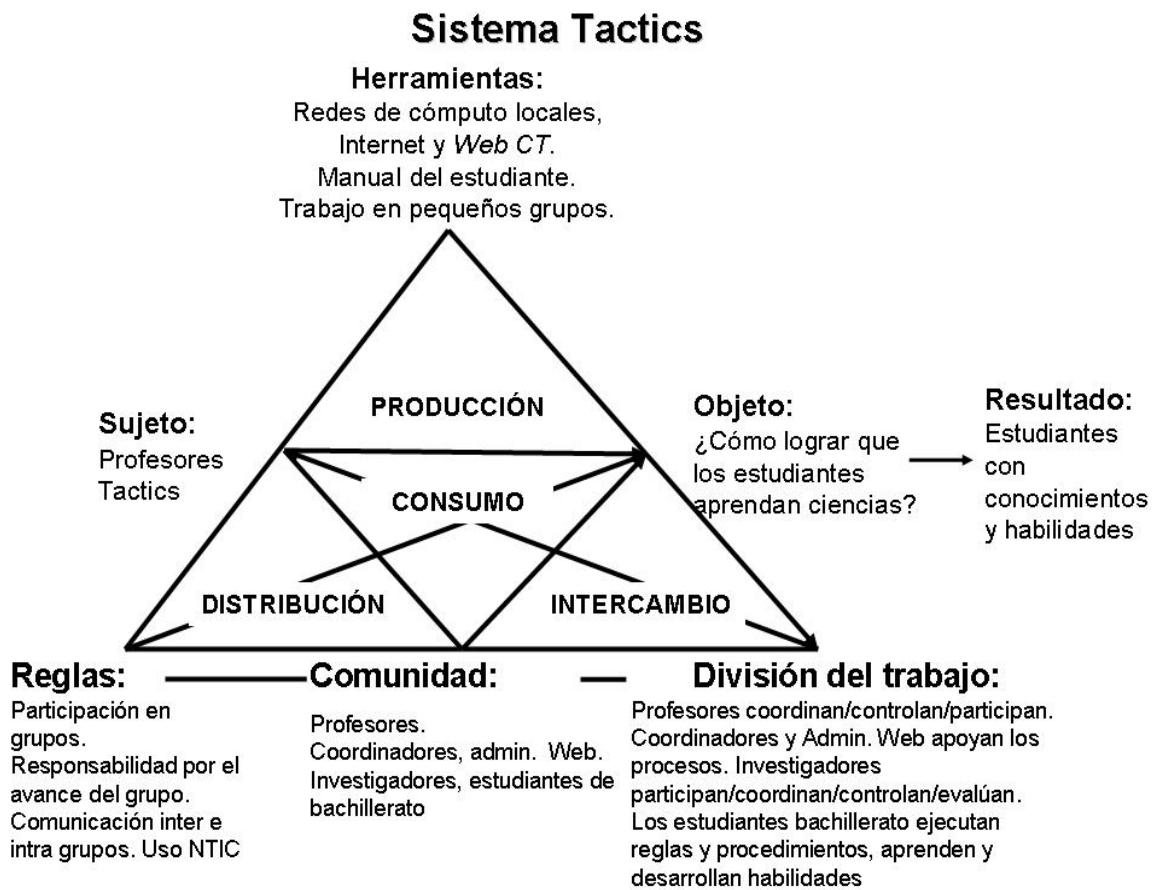 Sistema Tactics
Herramientas:
Redes de cómputo locales,
Internet y Web CT.
Manual del estudiante.
Trabajo en pequeños grupos.
PRODUCCIÓN
Sujeto:
Profesores
Tactics
Objeto:
¿Cómo lograr que
los estudiantes
aprendan ciencias?
Resultado:
Estudiantes
con
conocimientos
y habilidades
CONSUMO
DISTRIBUCIÓN
INTERCAMBIO
Reglas:
Participación en
grupos.
Responsabilidad por el
avance del grupo.
Comunicación inter e
intra grupos. Uso NTIC
Comunidad:
Profesores.
Coordinadores, admin. Web.
Investigadores, estudiantes de
bachillerato
División del trabajo:
Profesores coordinan/controlan/participan.
Coordinadores y Admin. Web apoyan los
procesos. Investigadores
participan/coordinan/controlan/evalúan.
Los estudiantes bachillerato ejecutan
reglas y procedimientos, aprenden y
desarrollan habilidades